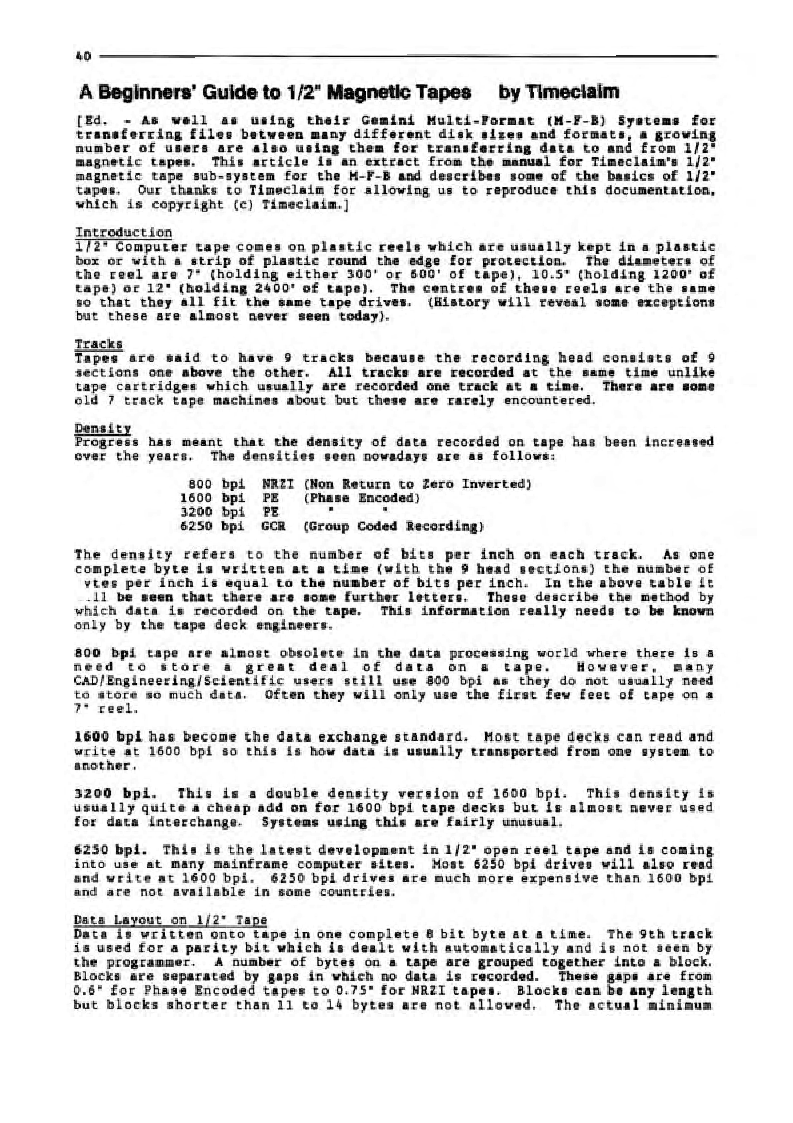 40
A Beginners' Guide to 1/2" Magnetic Tapes by Timeclaim
[Ed. - As well as using their Gemini Multi-Format (M-F-B) Systems for
transferring files between many different disk sizes and formats, a growing
number of users are also using them for transferring data to and from 1/2"
magnetic tapes. This article is an extract from the manual for Timeclaim's 1/2"
magnetic tape sub-system for the M-F-B and describes some of the basics of 1/2"
tapes. Our thanks to Timeclaim for allowing us to reproduce this documentation,
which is copyright (c) Timeclaim.]
Introduction
1/2" Computer tape comes on plastic reels which are usually kept in a plastic
box or with a strip of plastic round the edge for protection. The diameters of
the reel are 7" (holding either 300' or 600' of tape), 10.5" (holding 1200' of
tape) or 12" (holding 2400' of tape). The centres of these reels are the same
so that they all fit the same tape drives. (History will reveal some exceptions
but these are almost never seen today).
Tracks
Tapes are said to have 9 tracks because the recording head consists of 9
sections one above the other. All tracks are recorded at the same time unlike
tape cartridges which usually are recorded one track at a time. There are some
old 7 track tape machines about but these are rarely encountered.
Density
Progress has meant that the density of data recorded on tape has been increased
over the years. The densities seen nowadays are as follows:
800 bpi NRZI (Non Return to Zero Inverted)
1600 bpi PE (Phase Encoded)
3200 bpi PE " "
6250 bpi GCR (Group Coded Recording)
The density refers to the number of bits per inch on each track. As one
complete byte is written at a time (with the 9 head sections) the number of
ytes per inch is equal to the number of bits per inch. In the above table it
..ll be seen that there are some further letters. These describe the method by
which data is recorded on the tape. This information really needs to be known
only by the tape deck engineers.
800 bpi tape are almost obsolete in the data processing world where there is a
need to store a great deal of data on a tape. However, many
CAD/Engineering/Scientific users still use 800 bpi as they do not usually need
to store so much data. Often they will only use the first few feet of tape on a
7" reel.
1600 bpi has become the data exchange standard. Most tape decks can read and
write at 1600 bpi so this is how data is usually transported from one system to
another.
3200 bpi. This is a double density version of 1600 bpi. This density is
usually quite a cheap add on for 1600 bpi tape decks but is almost never used
for data interchange. Systems using this are fairly unusual.
6250 bpi. This is the latest development in 1/2" open reel tape and is coming
into use at many mainframe computer sites. Most 6250 bpi drives will also read
and write at 1600 bpi. 6250 bpi drives are much more expensive than 1600 bpi
and are not available in some countries.
Data Layout on 1/2" Tape
Data is written onto tape in one complete 8 bit byte at a time. The 9th track
is used for a parity bit which is dealt with automatically and is not seen by
the programmer. A number of bytes on a tape are grouped together into a block.
Blocks are separated by gaps in which no data is recorded. These gaps are from
0.6" for Phase Encoded tapes to 0.75" for NRZI tapes. Blocks can be any length
but blocks shorter than 11 to 14 bytes are not allowed. The actual minimum